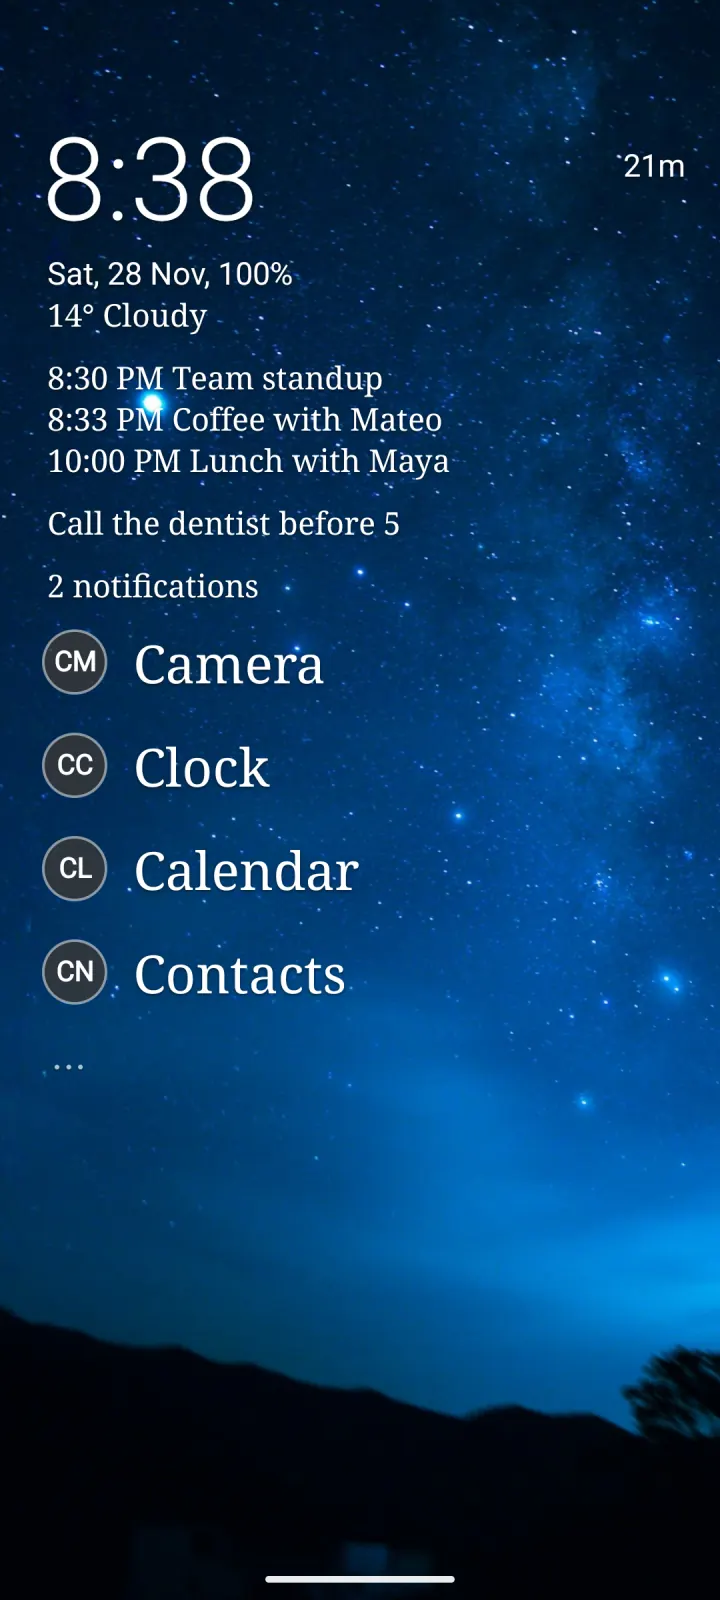 8:38
21m
Sat, 28 Nov, 100%
14° Cloudy
8:30 PM Team standup
8:33 PM Coffee with Mateo
10:00 PM Lunch with Maya
Call the dentist before 5
2 notifications
CM Camera
CC Clock
CL Calendar
CN Contacts
...